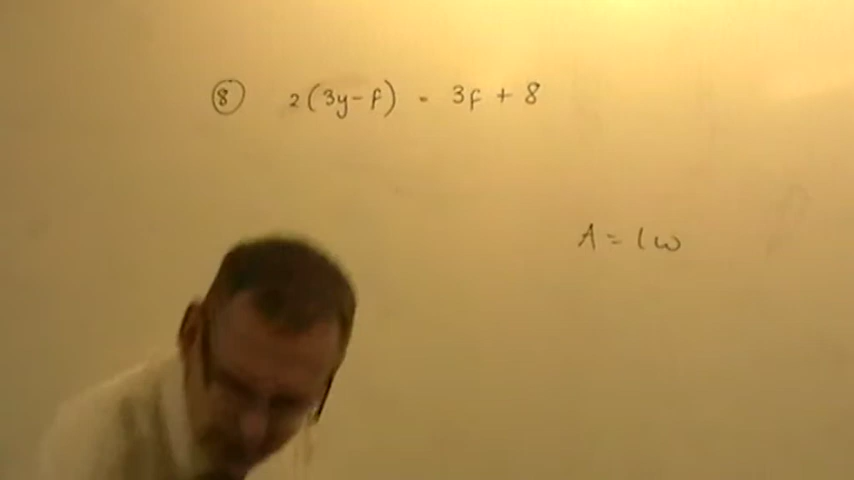 ⑧ 2(3y-f) = 3f + 8
A = lw